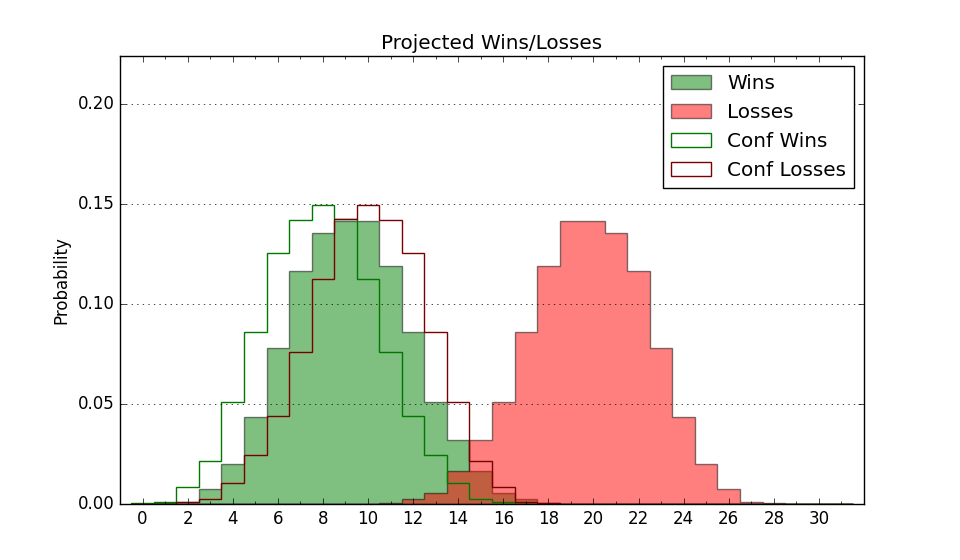 Projected Wins/Losses
Wins
Losses
Conf Wins
Conf Losses
Probability
0.20
0.15
0.10
0.05
0.00
0 2 4 6 8 10 12 14 16 18 20 22 24 26 28 30